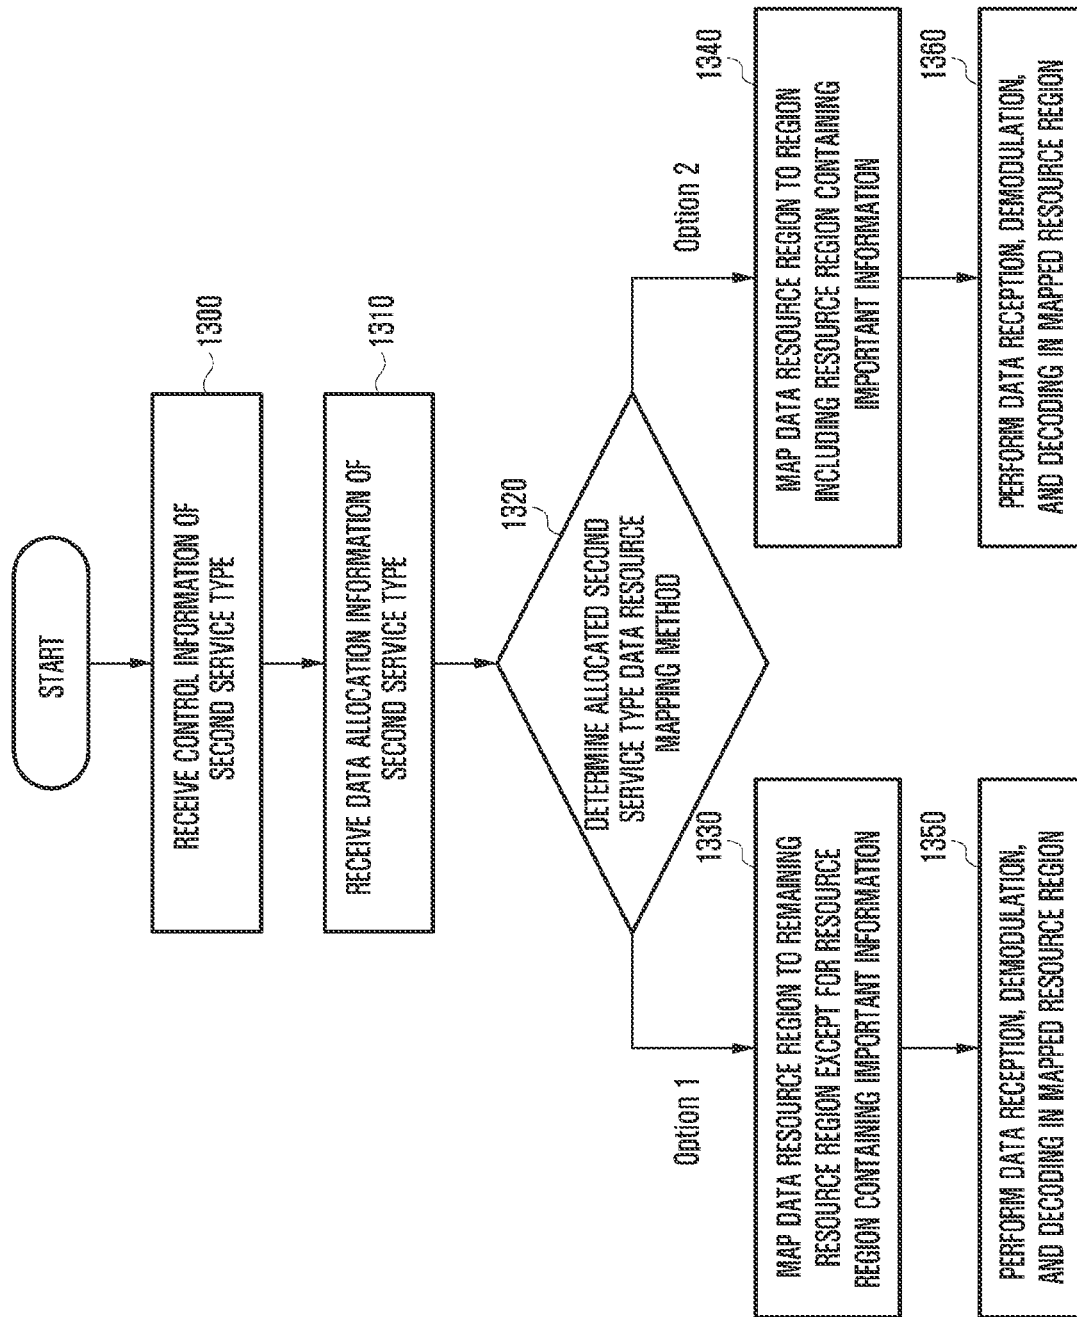 START
1300
RECEIVE CONTROL INFORMATION OF
SECOND SERVICE TYPE
1310
RECEIVE DATA ALLOCATION INFORMATION OF
SECOND SERVICE TYPE
1320
DETERMINE ALLOCATED SECOND
SERVICE TYPE DATA RESOURCE
MAPPING METHOD
Option 1
Option 2
1330
MAP DATA RESOURCE REGION TO REMAINING
RESOURCE REGION EXCEPT FOR RESOURCE
REGION CONTAINING IMPORTANT INFORMATION
1340
MAP DATA RESOURCE REGION TO REGION
INCLUDING RESOURCE REGION CONTAINING
IMPORTANT INFORMATION
1350
PERFORM DATA RECEPTION, DEMODULATION,
AND DECODING IN MAPPED RESOURCE REGION
1360
PERFORM DATA RECEPTION, DEMODULATION,
AND DECODING IN MAPPED RESOURCE REGION